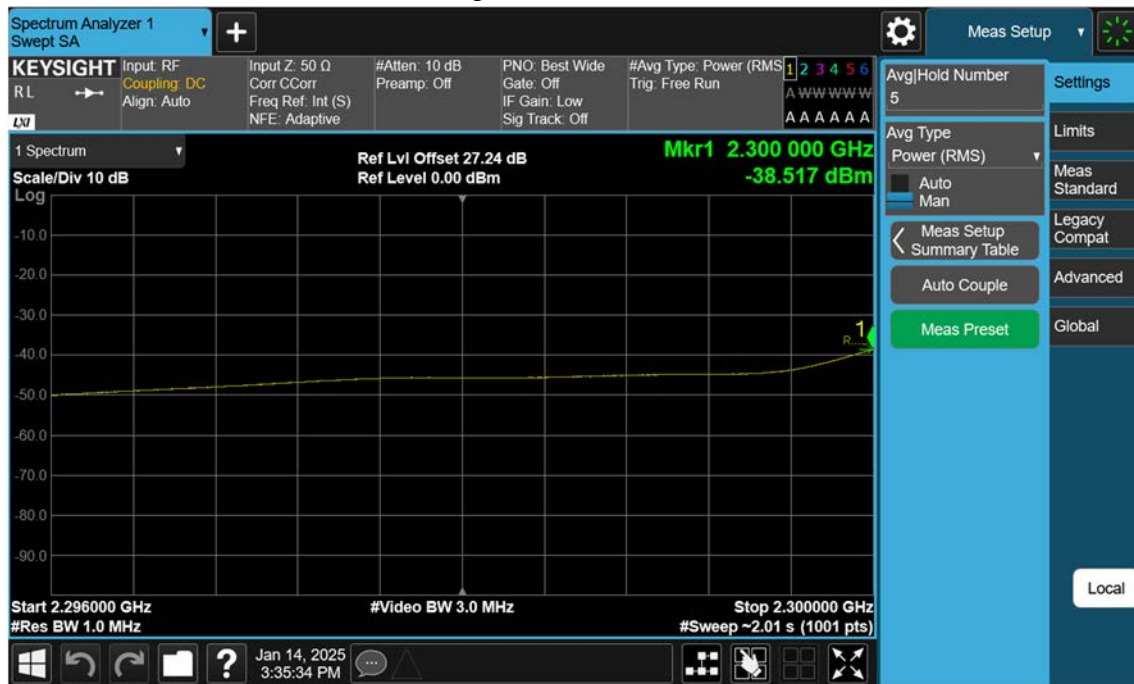 Spectrum Analyzer 1
Swept SA
+
Meas Setup
KEYSIGHT
RL
LXI
Input: RF
Coupling: DC
Align: Auto
Input Z: 50 Ω
Corr CCorr
Freq Ref: Int (S)
NFE: Adaptive
#Atten: 10 dB
Preamp: Off
PNO: Best Wide
Gate: Off
IF Gain: Low
Sig Track: Off
#Avg Type: Power (RMS
Trig: Free Run
1 2 3 4 5 6
A W W W W W
A A A A A A
1 Spectrum
Scale/Div 10 dB
Ref Lvl Offset 27.24 dB
Ref Level 0.00 dBm
Mkr1 2.300 000 GHz
-38.517 dBm
Log
-10.0
-20.0
-30.0
-40.0
-50.0
-60.0
-70.0
-80.0
-90.0
1
Start 2.296000 GHz
#Res BW 1.0 MHz
#Video BW 3.0 MHz
Stop 2.300000 GHz
#Sweep ~2.01 s (1001 pts)
Avg|Hold Number
5
Avg Type
Power (RMS)
Auto
Man
Meas Setup
Summary Table
Auto Couple
Meas Preset
Settings
Limits
Meas
Standard
Legacy
Compat
Advanced
Global
Local
?
Jan 14, 2025
3:35:34 PM